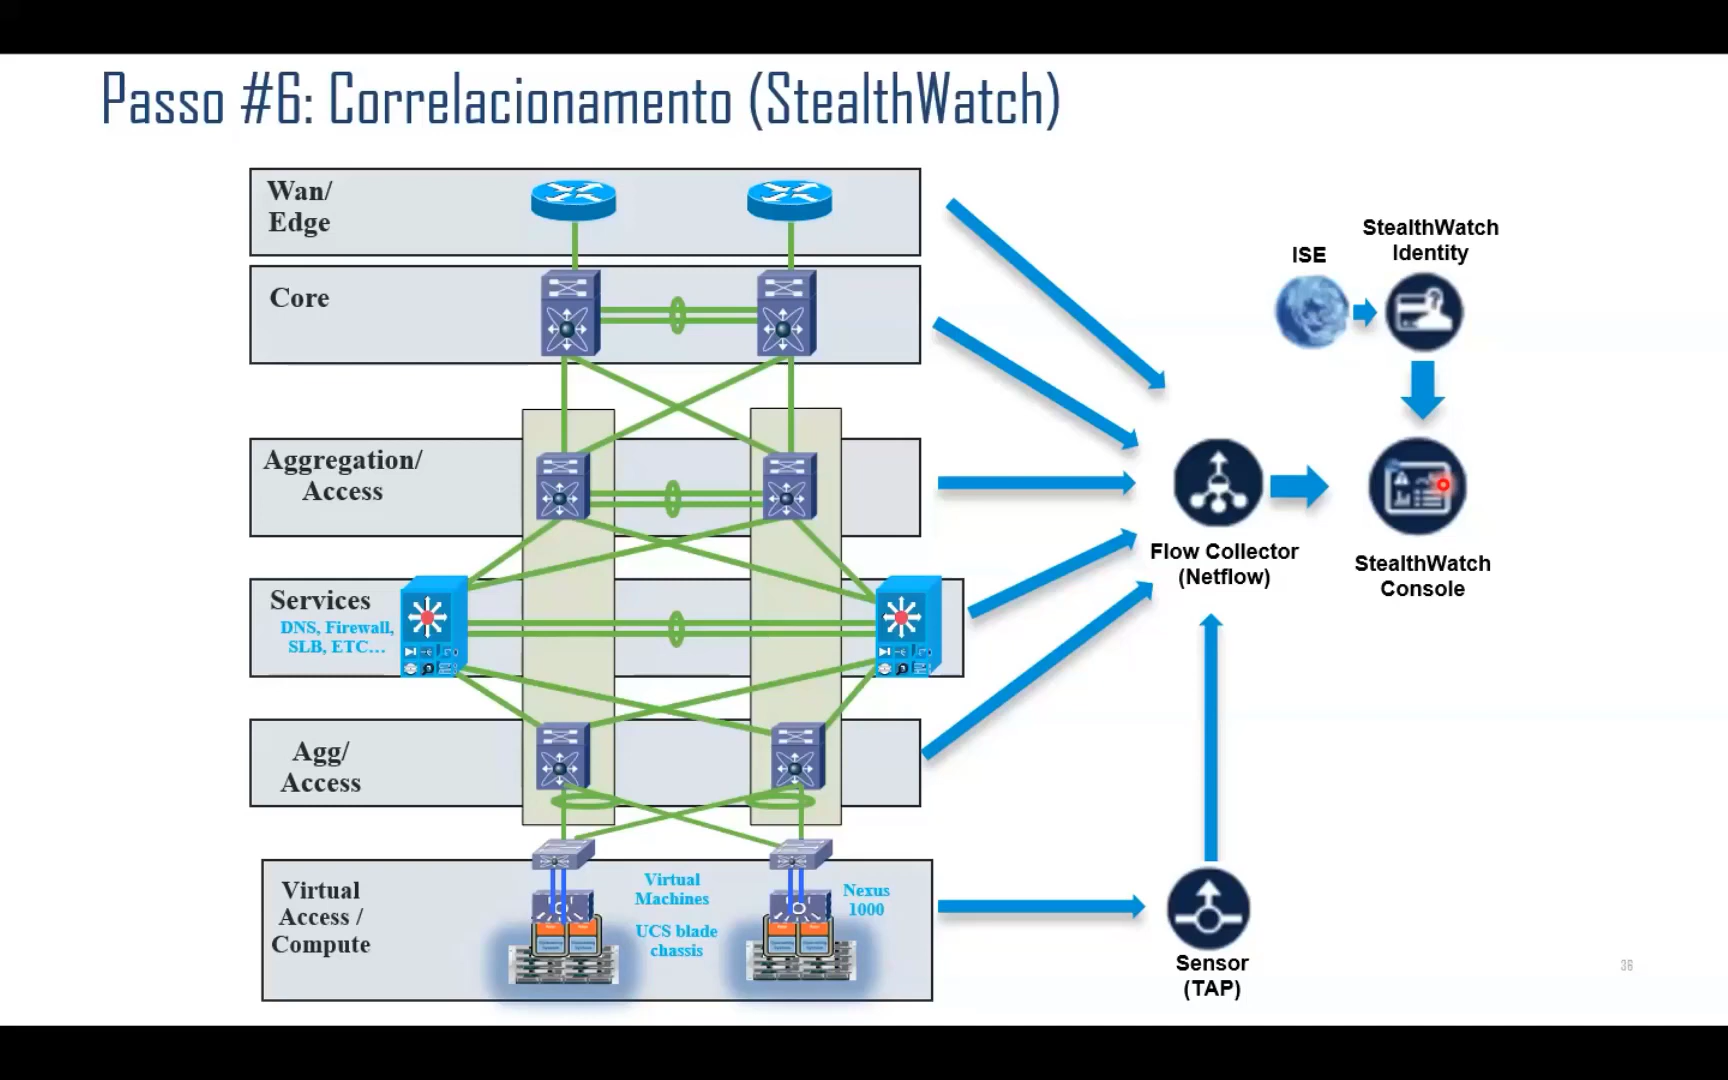 Passo #6: Correlacionamento (StealthWatch)
Wan/
Edge
Core
Aggregation/
Access
Services
DNS, Firewall,
SLB, ETC...
Agg/
Access
Virtual
Access /
Compute
Virtual
Machines
UCS blade
chassis
Nexus
1000
ISE
StealthWatch
Identity
Flow Collector
(Netflow)
StealthWatch
Console
Sensor
(TAP)
36